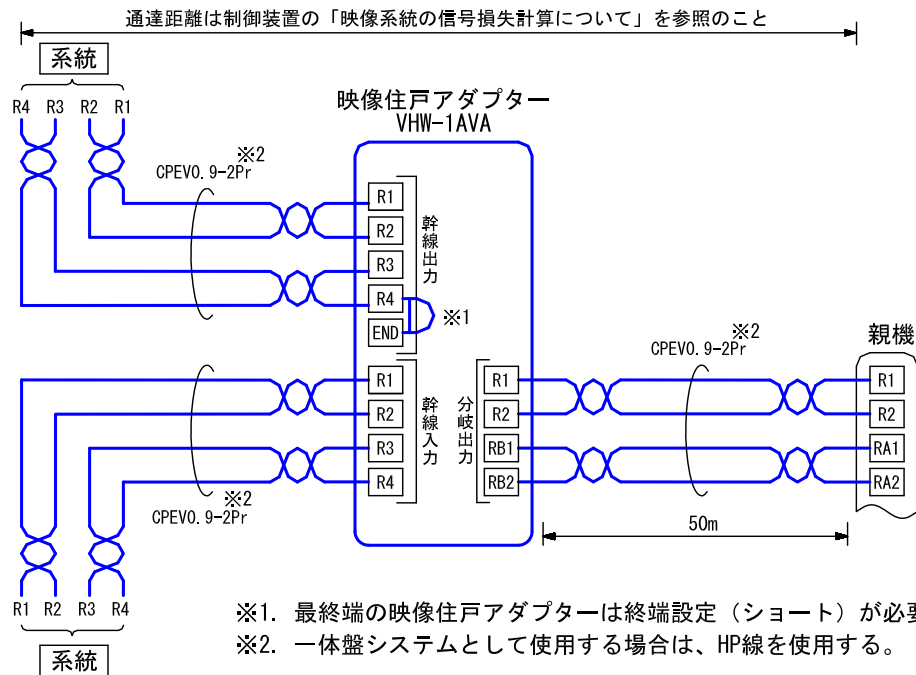 通達距離は制御装置の「映像系統の信号損失計算について」を参照のこと
系統
R4 R3 R2 R1
映像住戸アダプター
VHW-1AVA
※2
CPEV0.9-2Pr
R1
R2
R3
R4
END
幹線出力
※1
R1
R2
R3
R4
幹線入力
※2
CPEV0.9-2Pr
分岐出力
R1
R2
RB1
RB2
※2
CPEV0.9-2Pr
親機
R1
R2
RA1
RA2
50m
R1 R2 R3 R4
系統
※1. 最終端の映像住戸アダプターは終端設定（ショート）が必要
※2. 一体盤システムとして使用する場合は、HP線を使用する。